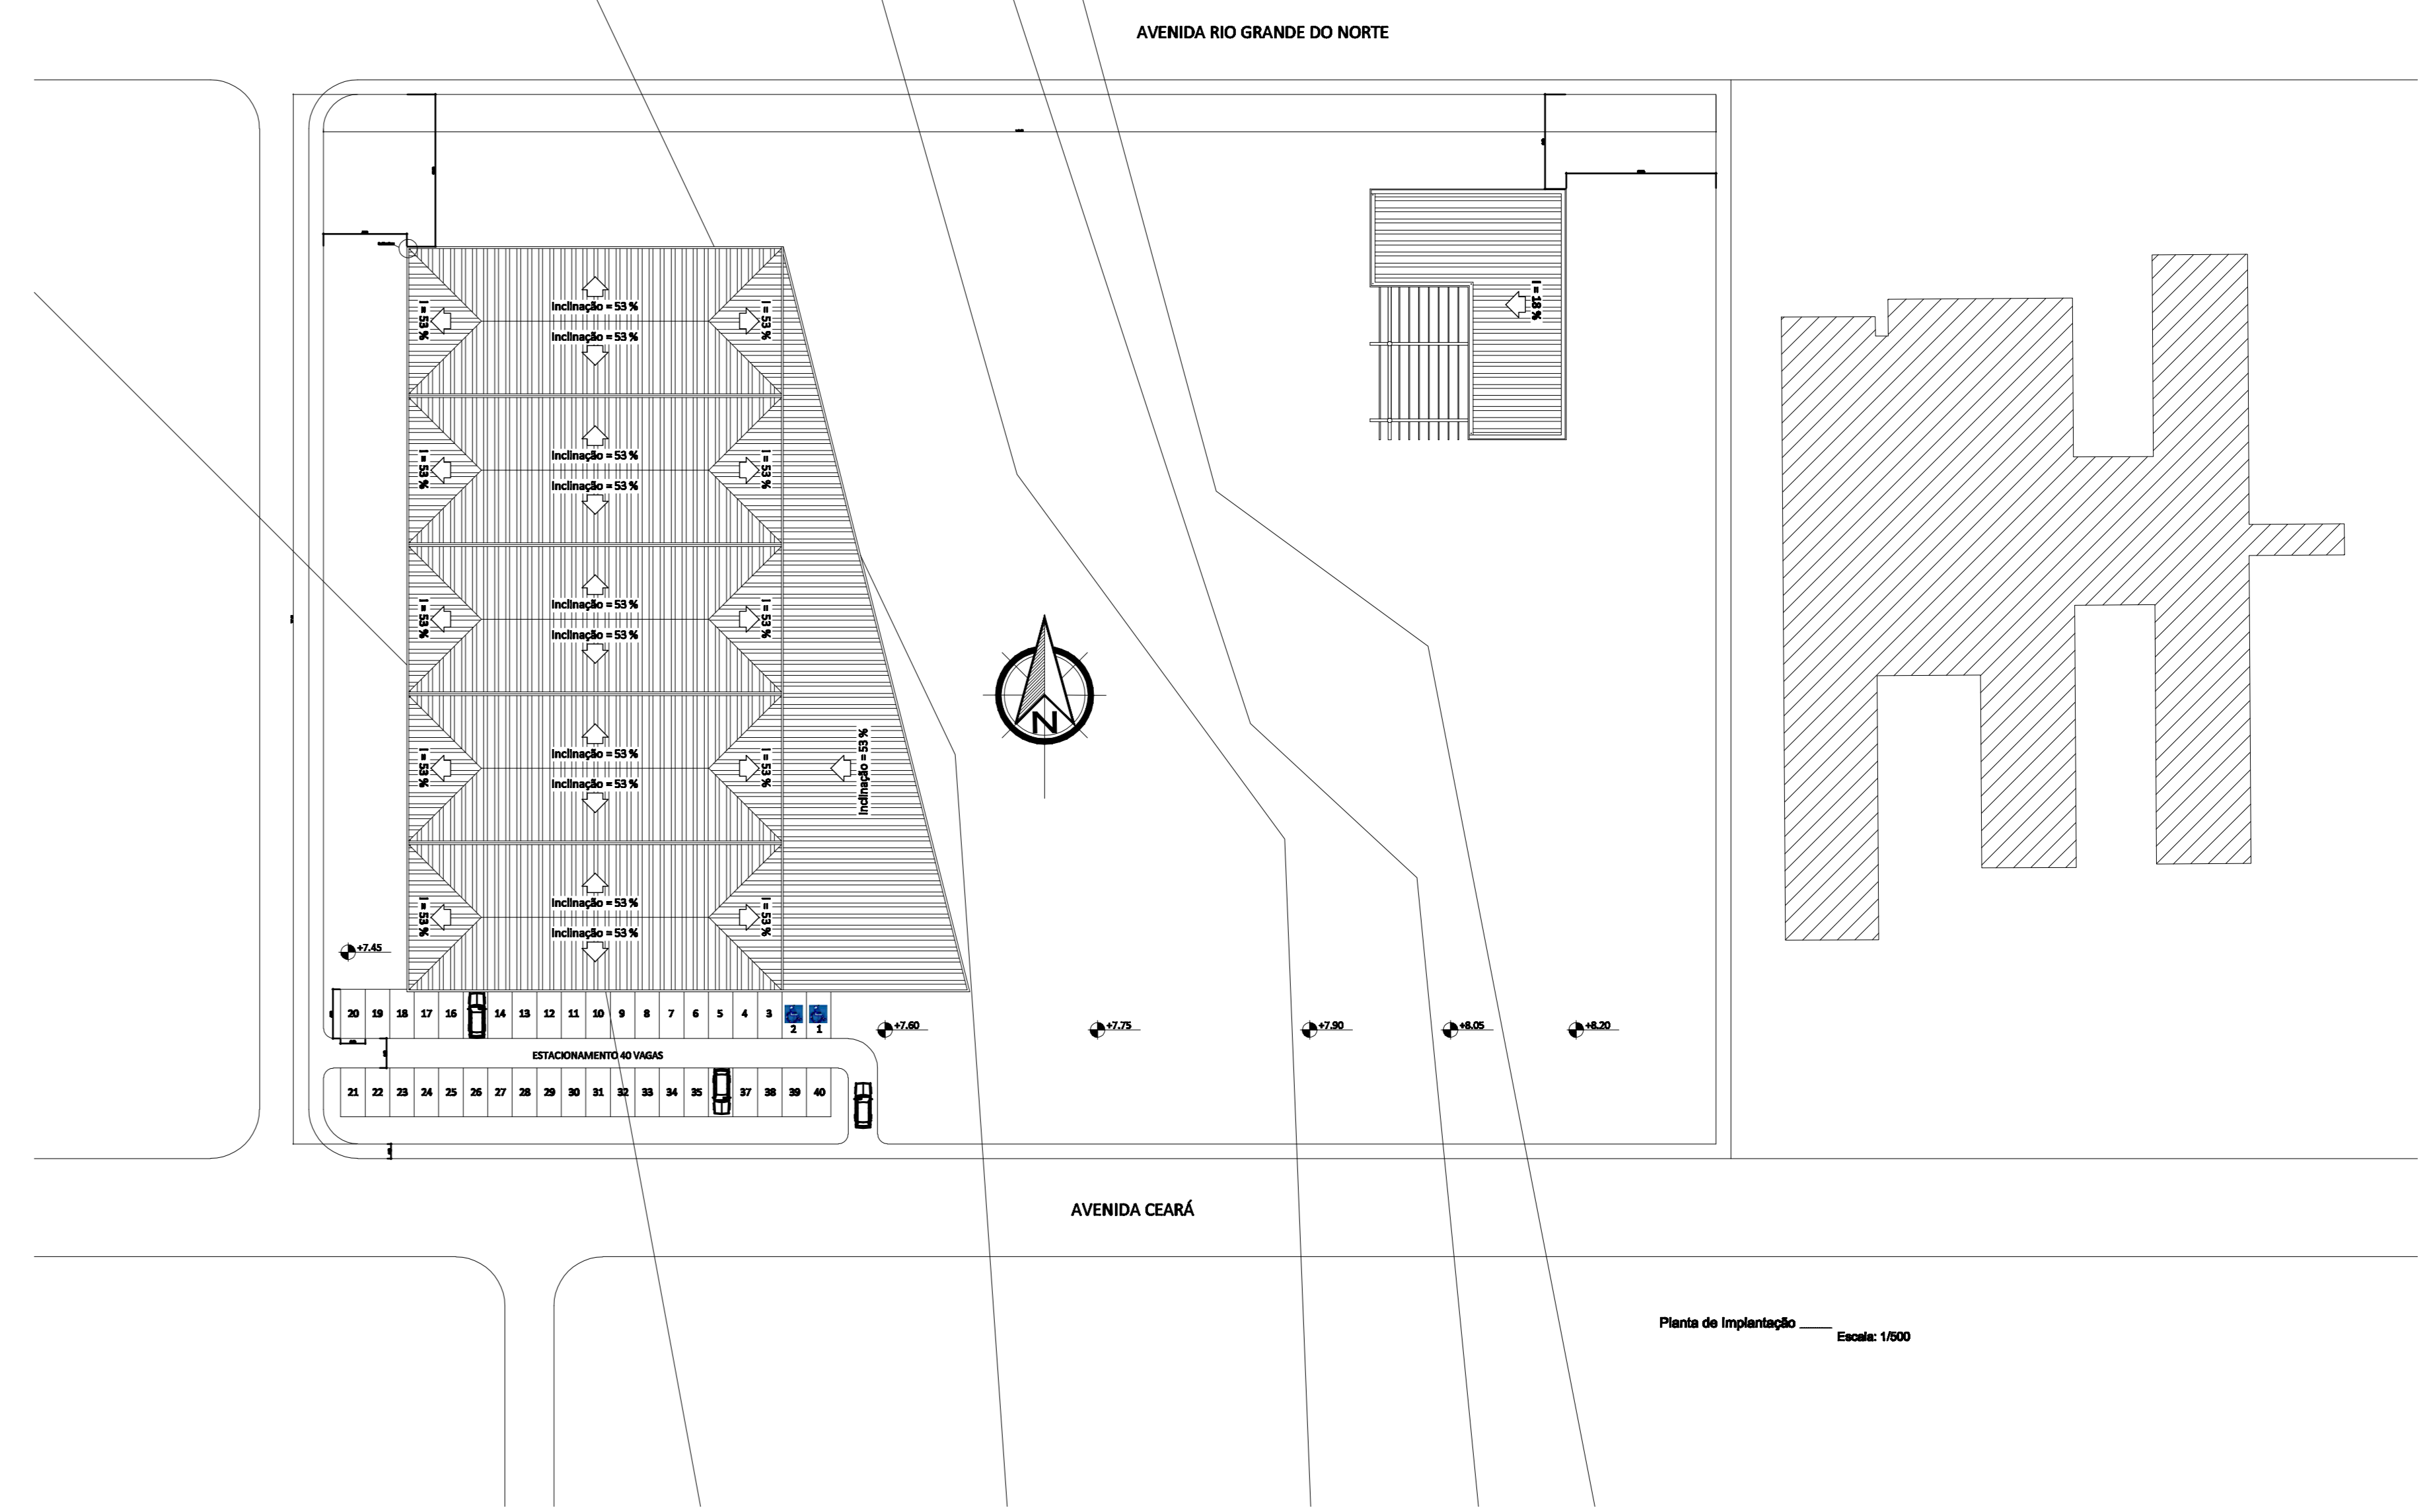 AVENIDA RIO GRANDE DO NORTE
Inclinação = 53 %
Inclinação = 53 %
I = 53 %
I = 53 %
I = 18 %
Inclinação = 53 %
Inclinação = 53 %
I = 53 %
I = 53 %
Inclinação = 53 %
Inclinação = 53 %
I = 53 %
I = 53 %
N
Inclinação = 53 %
Inclinação = 53 %
I = 53 %
I = 53 %
Inclinação = 53 %
Inclinação = 53 %
Inclinação = 53 %
I = 53 %
I = 53 %
+7.45
20 19 18 17 16 14 13 12 11 10 9 8 7 6 5 4 3 2 1
+7.60 +7.75 +7.90 +8.05 +8.20
ESTACIONAMENTO 40 VAGAS
21 22 23 24 25 26 27 28 29 30 31 32 33 34 35 37 38 39 40
AVENIDA CEARÁ
Planta de Implantação _____
Escala: 1/500